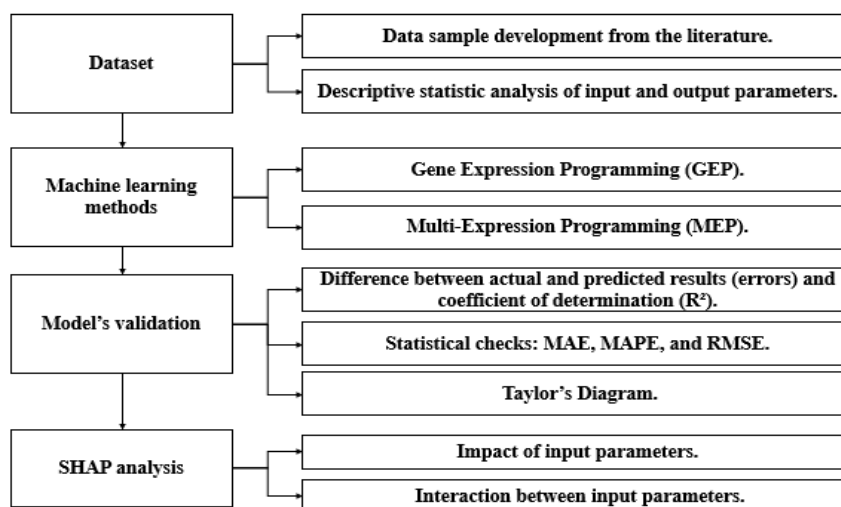 Dataset
Data sample development from the literature.
Descriptive statistic analysis of input and output parameters.
Machine learning
methods
Gene Expression Programming (GEP).
Multi-Expression Programming (MEP).
Model’s validation
Difference between actual and predicted results (errors) and
coefficient of determination (R²).
Statistical checks: MAE, MAPE, and RMSE.
Taylor’s Diagram.
SHAP analysis
Impact of input parameters.
Interaction between input parameters.